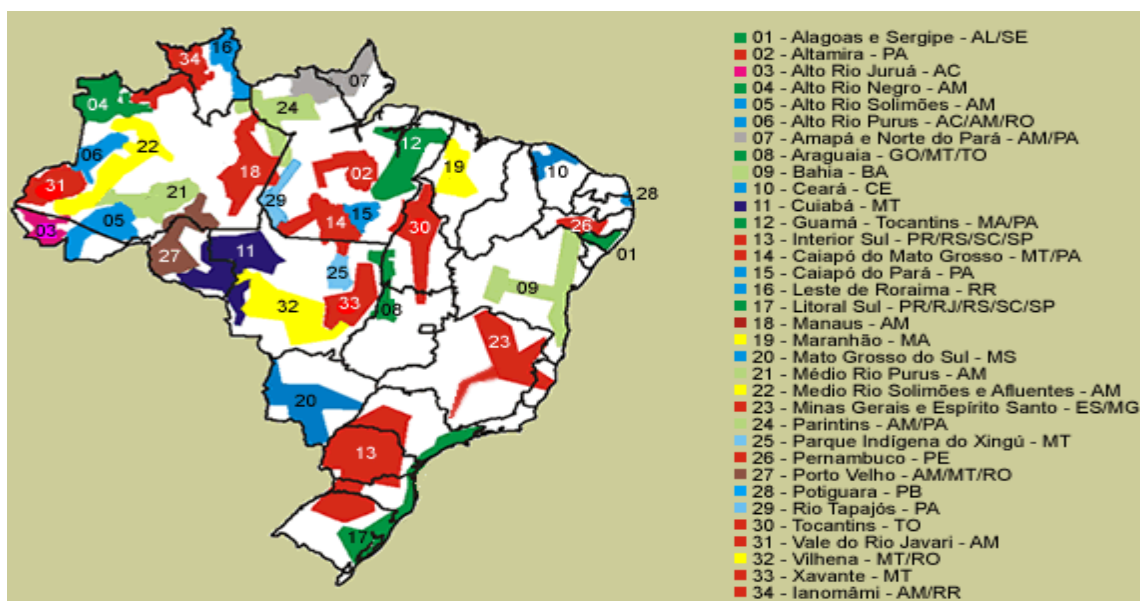 34
16
04
07
24
22
06
12
19
18
02
10
31
28
21
29
15
14
05
30
26
03
01
27
11
25
09
32
33
08
23
20
13
17
01 - Alagoas e Sergipe - AL/SE
02 - Altamira - PA
03 - Alto Rio Juruá - AC
04 - Alto Rio Negro - AM
05 - Alto Rio Solimões - AM
06 - Alto Rio Purus - AC/AM/RO
07 - Amapá e Norte do Pará - AM/PA
08 - Araguaia - GO/MT/TO
09 - Bahia - BA
10 - Ceará - CE
11 - Cuiabá - MT
12 - Guamá - Tocantins - MA/PA
13 - Interior Sul - PR/RS/SC/SP
14 - Caiapó do Mato Grosso - MT/PA
15 - Caiapó do Pará - PA
16 - Leste de Roraima - RR
17 - Litoral Sul - PR/RJ/RS/SC/SP
18 - Manaus - AM
19 - Maranhão - MA
20 - Mato Grosso do Sul - MS
21 - Médio Rio Purus - AM
22 - Medio Rio Solimões e Afluentes - AM
23 - Minas Gerais e Espírito Santo - ES/MG
24 - Parintins - AM/PA
25 - Parque Indígena do Xingú - MT
26 - Pernambuco - PE
27 - Porto Velho - AM/MT/RO
28 - Potiguara - PB
29 - Rio Tapajós - PA
30 - Tocantins - TO
31 - Vale do Rio Javari - AM
32 - Vilhena - MT/RO
33 - Xavante - MT
34 - Ianomâmi - AM/RR